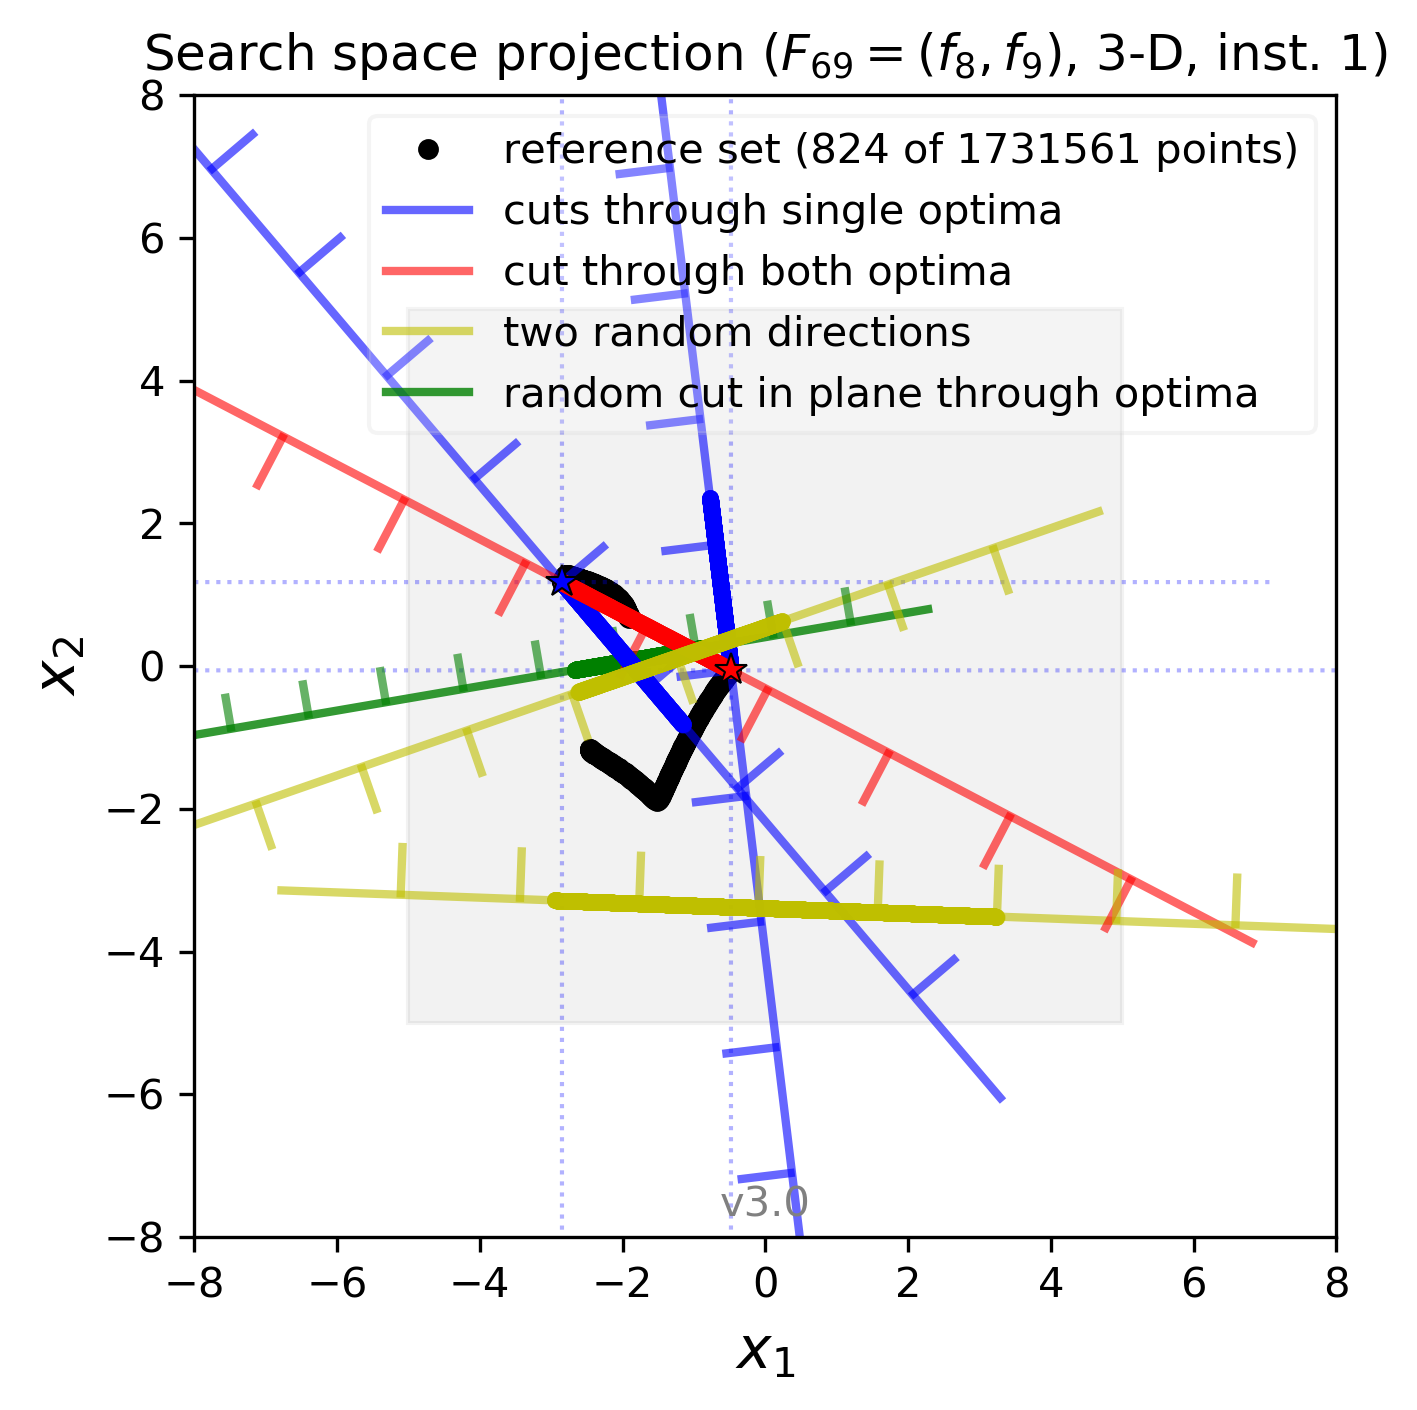 Search space projection (F₆₉ = (f₈, f₉), 3-D, inst. 1)
8
6
4
2
0
−2
−4
−6
−8
x₂
reference set (824 of 1731561 points)
cuts through single optima
cut through both optima
two random directions
random cut in plane through optima
v3.0
−8 −6 −4 −2 0 2 4 6 8
x₁